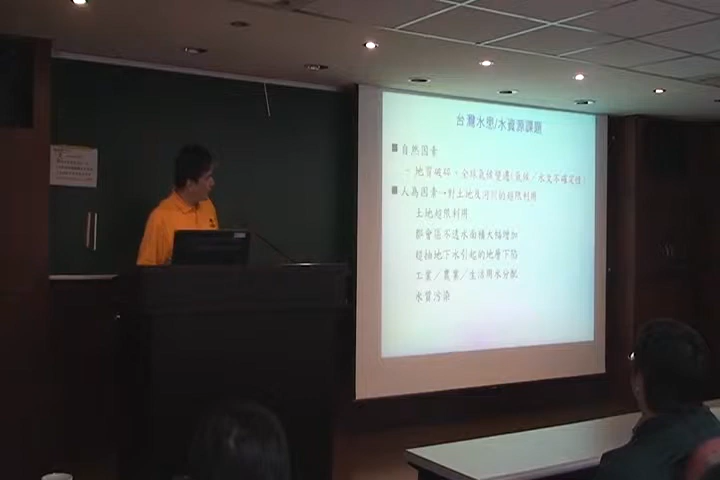 台灣水患/水資源課題
■自然因素
– 地質破碎、全球氣候變遷(氣候/水文不確定性)
■人為因素→對土地及河川的超限利用
土地超限利用
都會區不透水面積大幅增加
超抽地下水引起的地層下陷
工業/農業/生活用水分配
水質污染